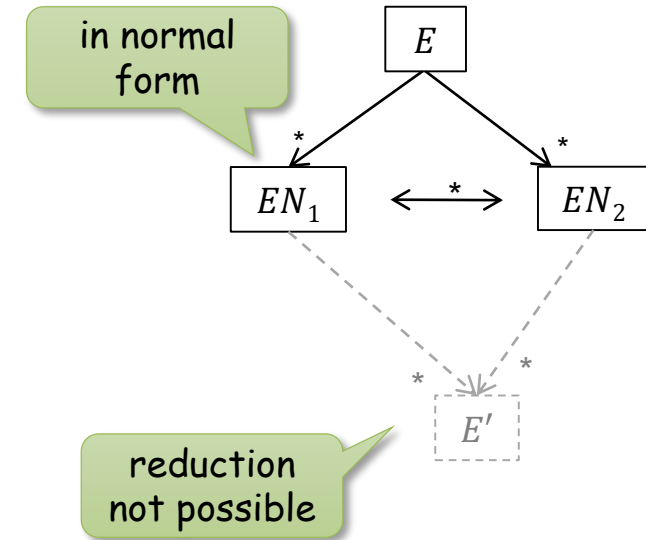 in normal
form
E
*
*
EN₁
*
EN₂
*
*
E'
reduction
not possible